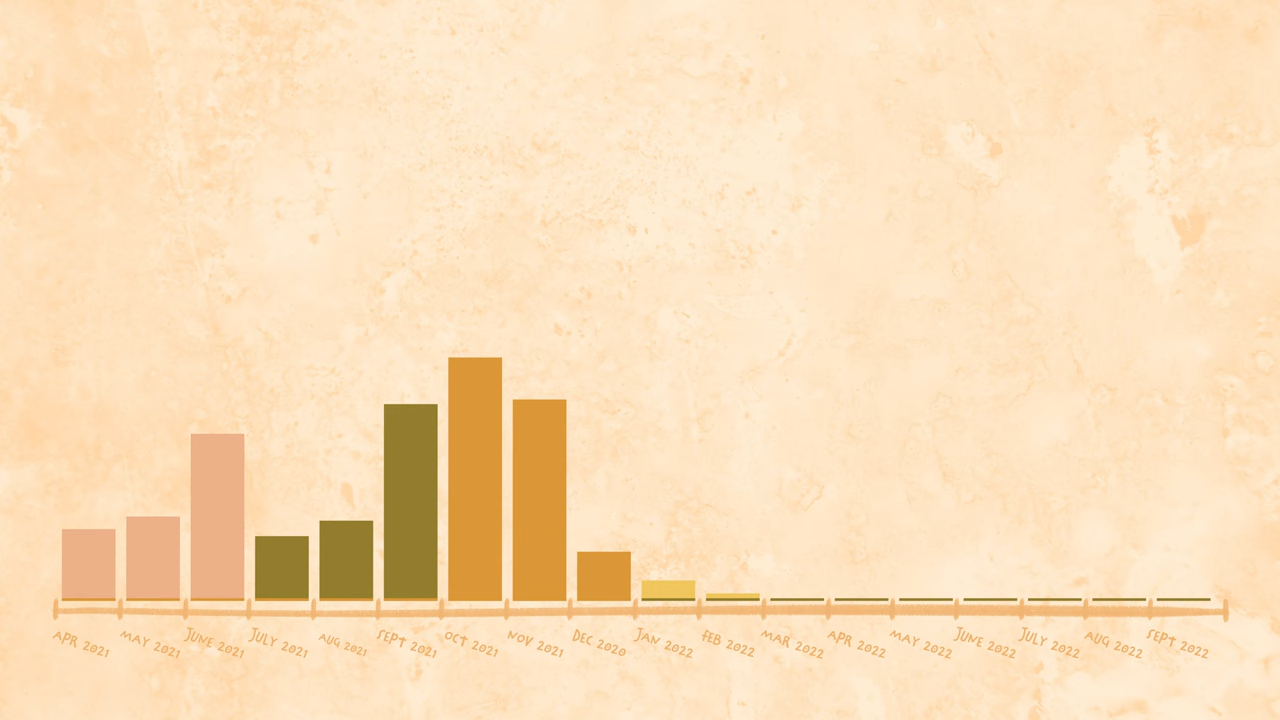 APR 2021
MAY 2021
JUNE 2021
JULY 2021
AUG 2021
SEPT 2021
OCT 2021
NOV 2021
DEC 2020
JAN 2022
FEB 2022
MAR 2022
APR 2022
MAY 2022
JUNE 2022
JULY 2022
AUG 2022
SEPT 2022